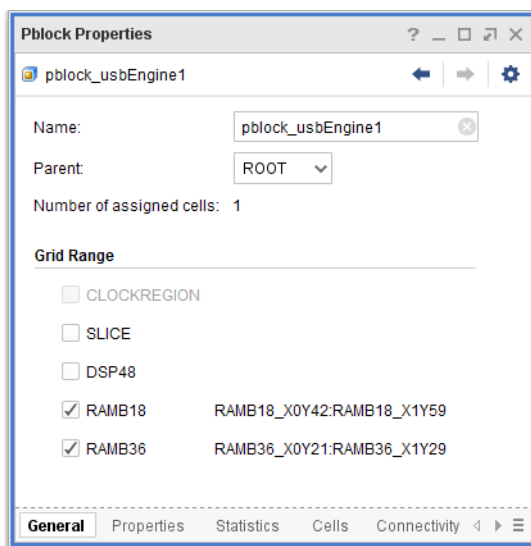 Pblock Properties
pblock_usbEngine1
Name: pblock_usbEngine1
Parent: ROOT
Number of assigned cells: 1
Grid Range
CLOCKREGION
SLICE
DSP48
RAMB18 RAMB18_X0Y42:RAMB18_X1Y59
RAMB36 RAMB36_X0Y21:RAMB36_X1Y29
General Properties Statistics Cells Connectivity